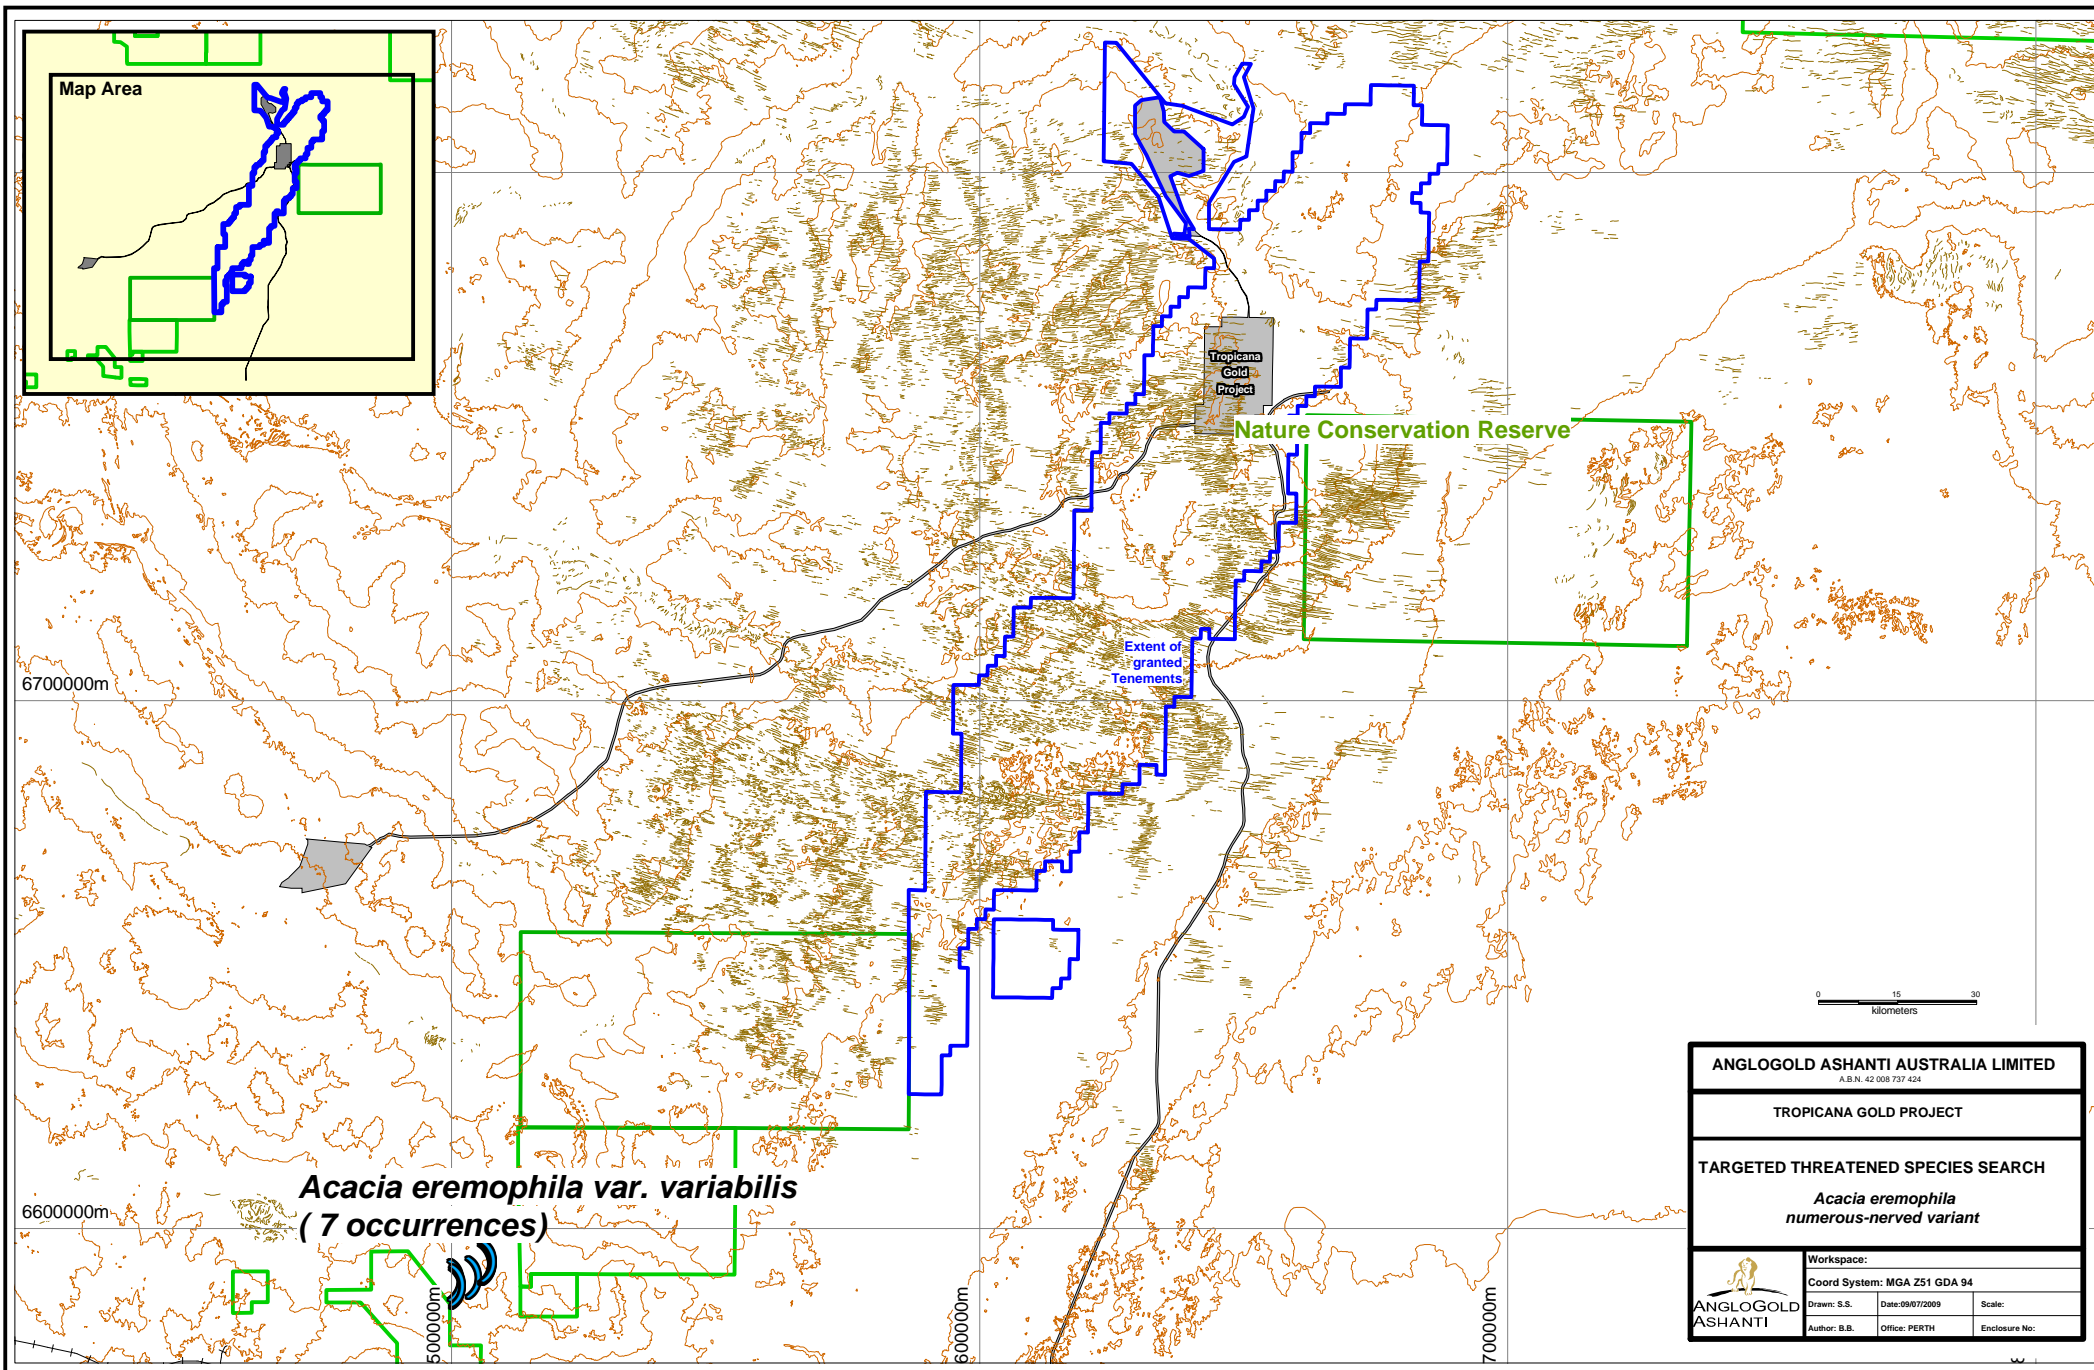 Map Area
Tropicana
Gold
Project
Nature Conservation Reserve
Extent of
granted
Tenements
6700000m
6600000m
Acacia eremophila var. variabilis
( 7 occurrences)
500000m
600000m
700000m
0 15 30
kilometers
ANGLOGOLD ASHANTI AUSTRALIA LIMITED
A.B.N. 42 008 737 424
TROPICANA GOLD PROJECT
TARGETED THREATENED SPECIES SEARCH
Acacia eremophila
numerous-nerved variant
ANGLOGOLD
ASHANTI
Workspace:
Coord System: MGA Z51 GDA 94
Drawn: S.S. Date:09/07/2009 Scale:
Author: B.B. Office: PERTH Enclosure No: